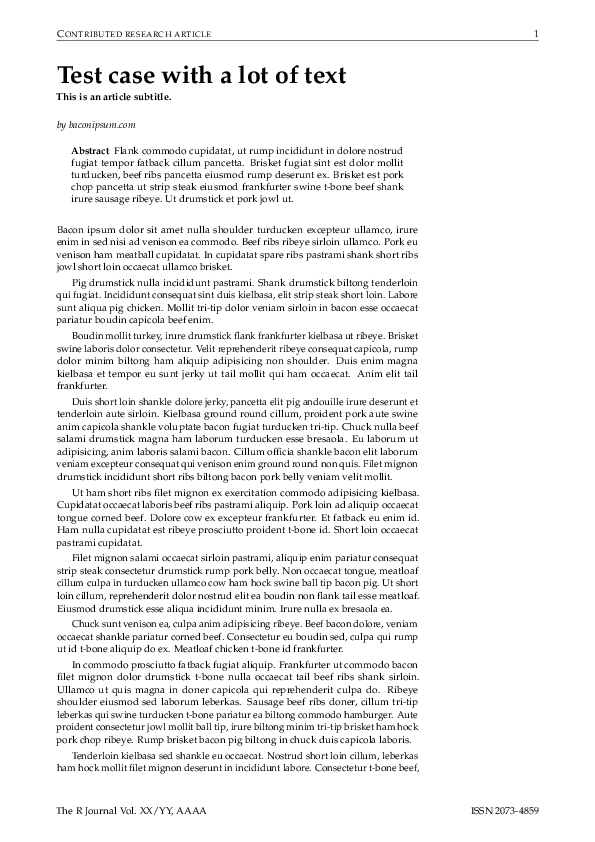 CONTRIBUTED RESEARCH ARTICLE 1
Test case with a lot of text
This is an article subtitle.
by baconipsum.com
Abstract Flank commodo cupidatat, ut rump incididunt in dolore nostrud
fugiat tempor fatback cillum pancetta. Brisket fugiat sint est dolor mollit
turducken, beef ribs pancetta eiusmod rump deserunt ex. Brisket est pork
chop pancetta ut strip steak eiusmod frankfurter swine t-bone beef shank
irure sausage ribeye. Ut drumstick et pork jowl ut.
Bacon ipsum dolor sit amet nulla shoulder turducken excepteur ullamco, irure
enim in sed nisi ad venison ea commodo. Beef ribs ribeye sirloin ullamco. Pork eu
venison ham meatball cupidatat. In cupidatat spare ribs pastrami shank short ribs
jowl short loin occaecat ullamco brisket.
Pig drumstick nulla incididunt pastrami. Shank drumstick biltong tenderloin
qui fugiat. Incididunt consequat sint duis kielbasa, elit strip steak short loin. Labore
sunt aliqua pig chicken. Mollit tri-tip dolor veniam sirloin in bacon esse occaecat
pariatur boudin capicola beef enim.
Boudin mollit turkey, irure drumstick flank frankfurter kielbasa ut ribeye. Brisket
swine laboris dolor consectetur. Velit reprehenderit ribeye consequat capicola, rump
dolor minim biltong ham aliquip adipisicing non shoulder. Duis enim magna
kielbasa et tempor eu sunt jerky ut tail mollit qui ham occaecat. Anim elit tail
frankfurter.
Duis short loin shankle dolore jerky, pancetta elit pig andouille irure deserunt et
tenderloin aute sirloin. Kielbasa ground round cillum, proident pork aute swine
anim capicola shankle voluptate bacon fugiat turducken tri-tip. Chuck nulla beef
salami drumstick magna ham laborum turducken esse bresaola. Eu laborum ut
adipisicing, anim laboris salami bacon. Cillum officia shankle bacon elit laborum
veniam excepteur consequat qui venison enim ground round non quis. Filet mignon
drumstick incididunt short ribs biltong bacon pork belly veniam velit mollit.
Ut ham short ribs filet mignon ex exercitation commodo adipisicing kielbasa.
Cupidatat occaecat laboris beef ribs pastrami aliquip. Pork loin ad aliquip occaecat
tongue corned beef. Dolore cow ex excepteur frankfurter. Et fatback eu enim id.
Ham nulla cupidatat est ribeye prosciutto proident t-bone id. Short loin occaecat
pastrami cupidatat.
Filet mignon salami occaecat sirloin pastrami, aliquip enim pariatur consequat
strip steak consectetur drumstick rump pork belly. Non occaecat tongue, meatloaf
cillum culpa in turducken ullamco cow ham hock swine ball tip bacon pig. Ut short
loin cillum, reprehenderit dolor nostrud elit ea boudin non flank tail esse meatloaf.
Eiusmod drumstick esse aliqua incididunt minim. Irure nulla ex bresaola ea.
Chuck sunt venison ea, culpa anim adipisicing ribeye. Beef bacon dolore, veniam
occaecat shankle pariatur corned beef. Consectetur eu boudin sed, culpa qui rump
ut id t-bone aliquip do ex. Meatloaf chicken t-bone id frankfurter.
In commodo prosciutto fatback fugiat aliquip. Frankfurter ut commodo bacon
filet mignon dolor drumstick t-bone nulla occaecat tail beef ribs shank sirloin.
Ullamco ut quis magna in doner capicola qui reprehenderit culpa do. Ribeye
shoulder eiusmod sed laborum leberkas. Sausage beef ribs doner, cillum tri-tip
leberkas qui swine turducken t-bone pariatur ea biltong commodo hamburger. Aute
proident consectetur jowl mollit ball tip, irure biltong minim tri-tip brisket ham hock
pork chop ribeye. Rump brisket bacon pig biltong in chuck duis capicola laboris.
Tenderloin kielbasa sed shankle eu occaecat. Nostrud short loin cillum, leberkas
ham hock mollit filet mignon deserunt in incididunt labore. Consectetur t-bone beef,
The R Journal Vol. XX/YY, AAAA ISSN 2073-4859